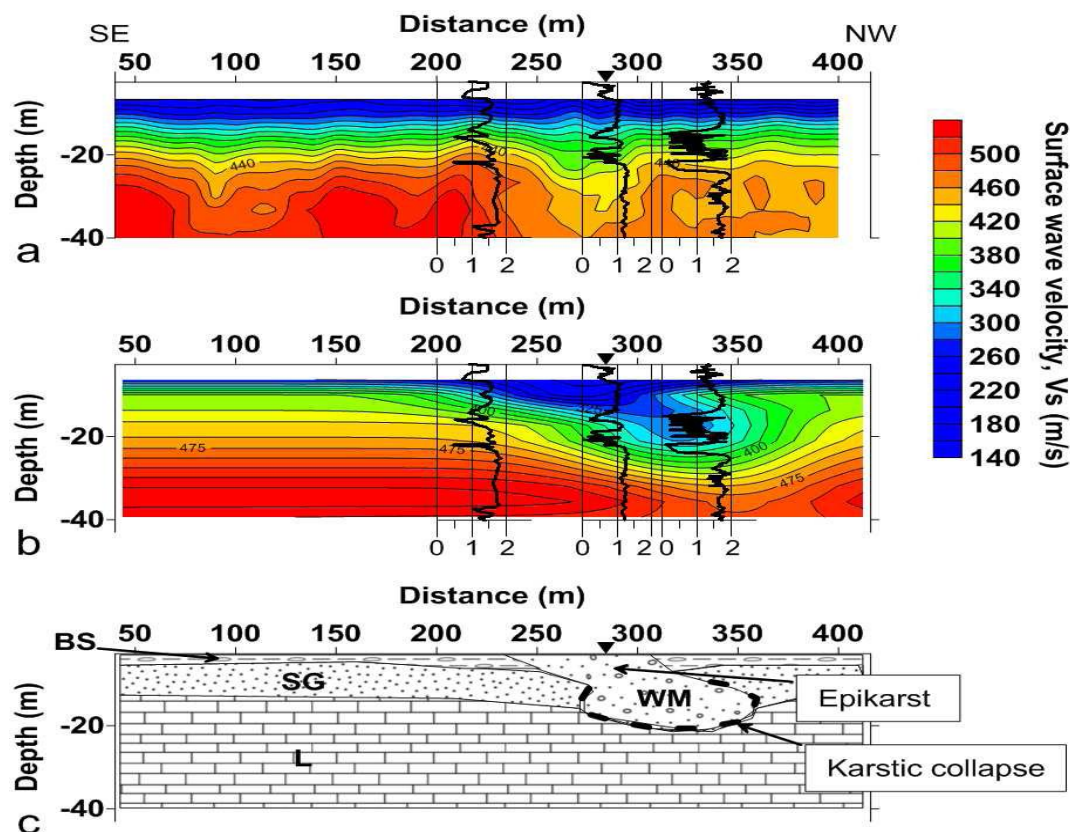 Distance (m)
SE NW
50 100 150 200 250 300 350 400
Depth (m)
-20
-40
440
440
a
0 1 2 0 1 2 0 1 2
Surface wave velocity, Vs (m/s)
500
460
420
380
340
300
260
220
180
140
Distance (m)
50 100 150 200 250 300 350 400
Depth (m)
-20
-40
475
475
400
475
b
0 1 2 0 1 2 0 1 2
Distance (m)
50 100 150 200 250 300 350 400
BS
SG
WM
L
Epikarst
Karstic collapse
Depth (m)
-20
-40
c